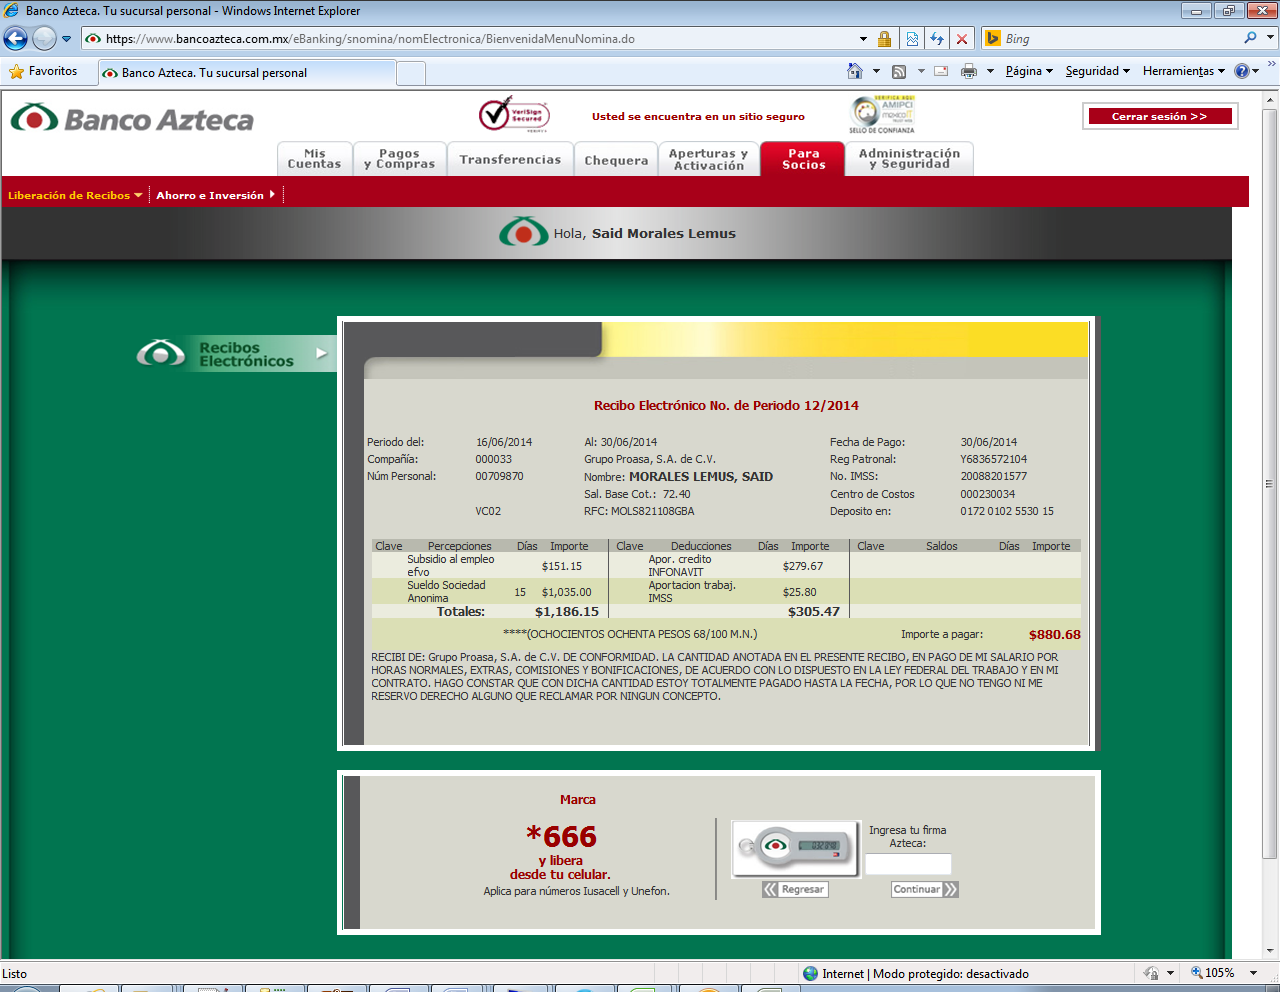 Banco Azteca. Tu sucursal personal - Windows Internet Explorer
https://www.bancoazteca.com.mx/eBanking/snomina/nomElectronica/BienvenidaMenuNomina.do
Bing
Favoritos
Banco Azteca. Tu sucursal personal
Página Seguridad Herramientas
Banco Azteca
VeriSign Secured
VERIFY
Usted se encuentra en un sitio seguro
VERIFICA AQUI
AMIPCI
SELLO DE CONFIANZA
Cerrar sesión >>
Mis Cuentas
Pagos y Compras
Transferencias
Chequera
Aperturas y Activación
Para Socios
Administración y Seguridad
Liberación de Recibos Ahorro e Inversión
Hola, Said Morales Lemus
Recibos
Electrónicos
Recibo Electrónico No. de Periodo 12/2014
Periodo del: 16/06/2014 Al: 30/06/2014 Fecha de Pago: 30/06/2014
Compañía: 000033 Grupo Proasa, S.A. de C.V. Reg Patronal: Y6836572104
Núm Personal: 00709870 Nombre: MORALES LEMUS, SAID No. IMSS: 20088201577
Sal. Base Cot.: 72.40 Centro de Costos 000230034
VC02 RFC: MOLS821108GBA Deposito en: 0172 0102 5530 15
Clave Percepciones Días Importe Clave Deducciones Días Importe Clave Saldos Días Importe
Subsidio al empleo efvo $151.15 Apor. credito INFONAVIT $279.67
Sueldo Sociedad Anonima 15 $1,035.00 Aportacion trabaj. IMSS $25.80
Totales: $1,186.15 $305.47
****(OCHOCIENTOS OCHENTA PESOS 68/100 M.N.) Importe a pagar: $880.68
RECIBI DE: Grupo Proasa, S.A. de C.V. DE CONFORMIDAD. LA CANTIDAD ANOTADA EN EL PRESENTE RECIBO, EN PAGO DE MI SALARIO POR
HORAS NORMALES, EXTRAS, COMISIONES Y BONIFICACIONES, DE ACUERDO CON LO DISPUESTO EN LA LEY FEDERAL DEL TRABAJO Y EN MI
CONTRATO. HAGO CONSTAR QUE CON DICHA CANTIDAD ESTOY TOTALMENTE PAGADO HASTA LA FECHA, POR LO QUE NO TENGO NI ME
RESERVO DERECHO ALGUNO QUE RECLAMAR POR NINGUN CONCEPTO.
Marca
*666
y libera
desde tu celular.
Aplica para números Iusacell y Unefon.
Ingresa tu firma
Azteca:
Regresar
Continuar
Listo
Internet | Modo protegido: desactivado
105%